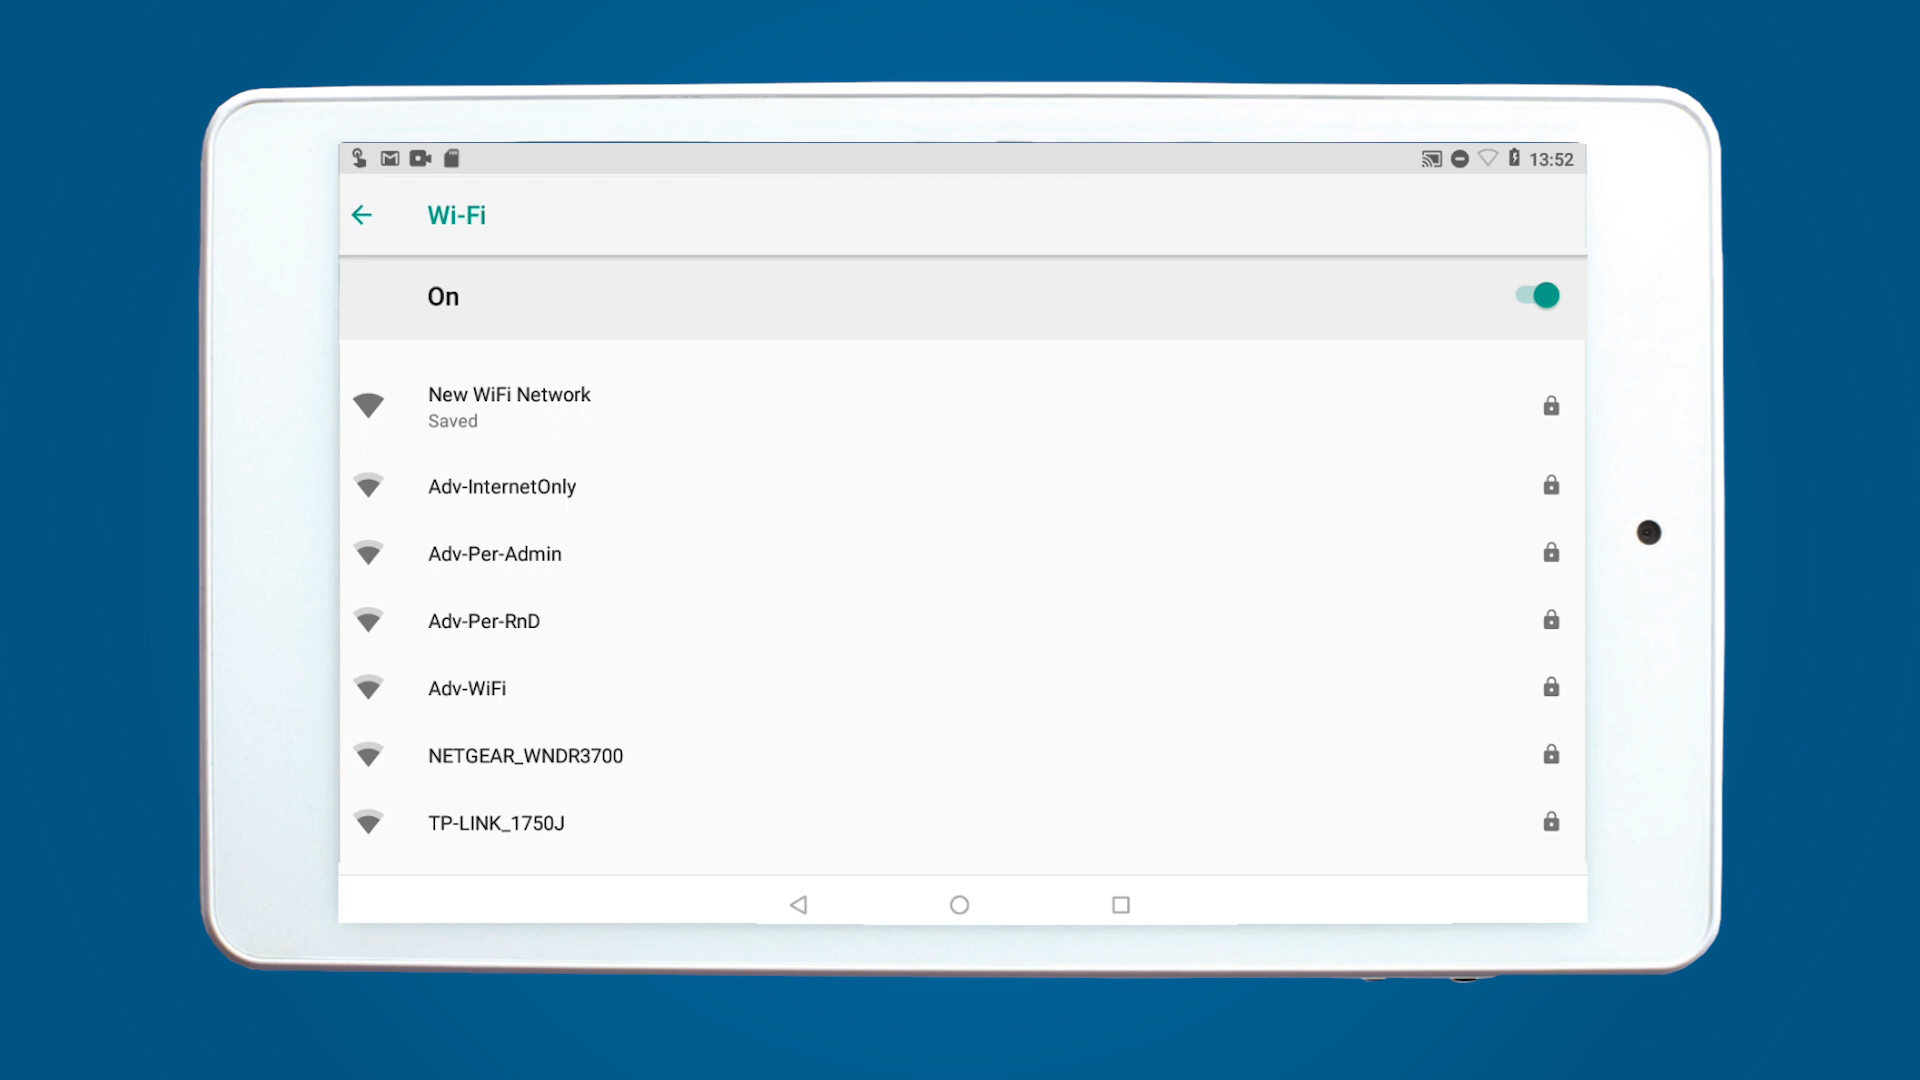 13:52
Wi-Fi
On
New WiFi Network
Saved
Adv-InternetOnly
Adv-Per-Admin
Adv-Per-RnD
Adv-WiFi
NETGEAR_WNDR3700
TP-LINK_1750J